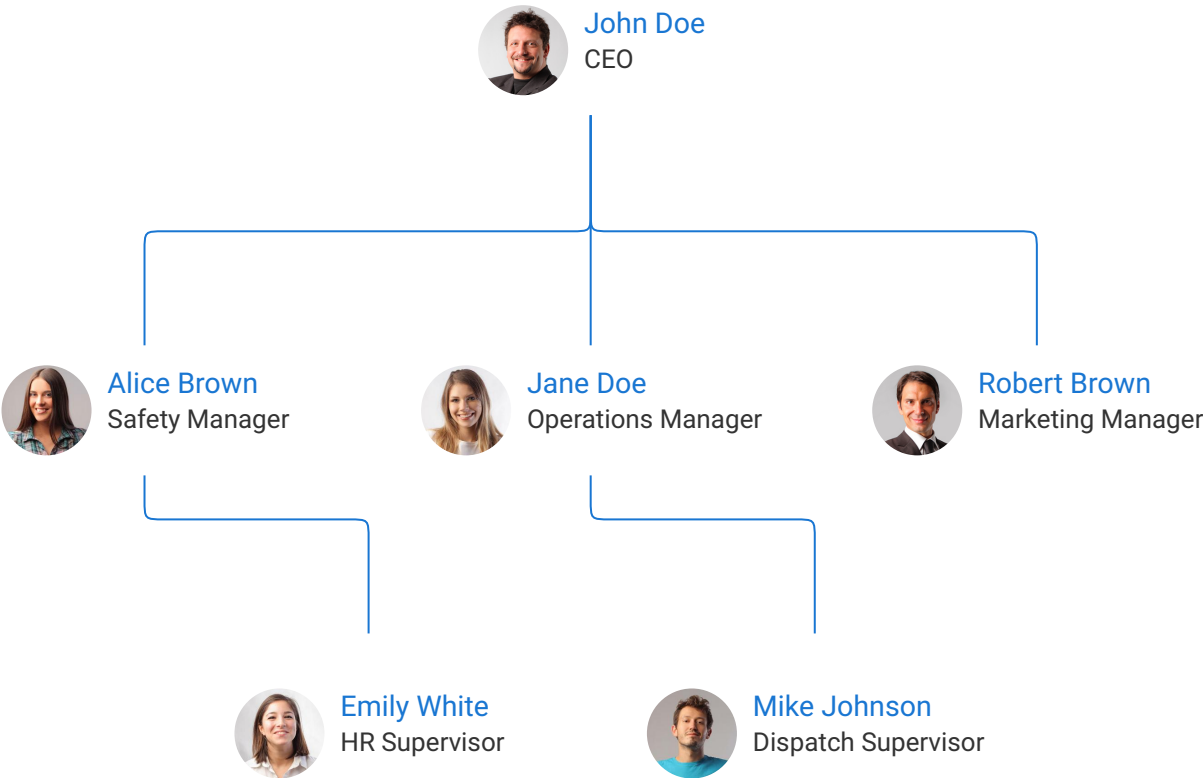 John Doe
CEO
Alice Brown
Safety Manager
Jane Doe
Operations Manager
Robert Brown
Marketing Manager
Emily White
HR Supervisor
Mike Johnson
Dispatch Supervisor